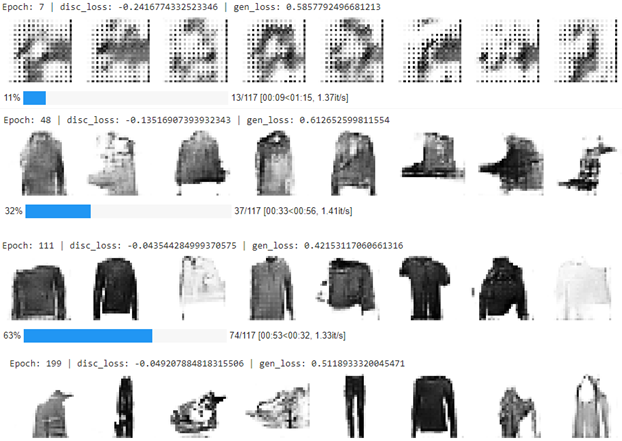 Epoch: 7 | disc_loss: -0.2416774332523346 | gen_loss: 0.5857792496681213
11% 13/117 [00:09<01:15, 1.37it/s]
Epoch: 48 | disc_loss: -0.13516907393932343 | gen_loss: 0.612652599811554
32% 37/117 [00:33<00:56, 1.41it/s]
Epoch: 111 | disc_loss: -0.043544284999370575 | gen_loss: 0.42153117060661316
63% 74/117 [00:53<00:32, 1.33it/s]
Epoch: 199 | disc_loss: -0.049207884818315506 | gen_loss: 0.5118933320045471